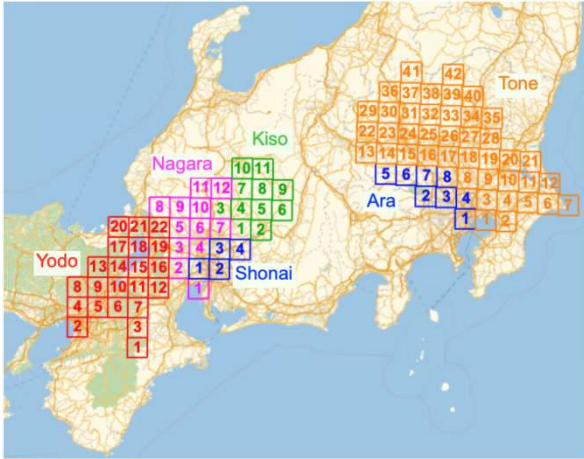 41 42
Tone
36 37 38 39 40
29 30 31 32 33 34 35
22 23 24 25 26 27 28
Kiso
13 14 15 16 17 18 19 20 21
Nagara
10 11
5 6 7 8 8 9 10 11 12
11 12 7 8 9
Ara
2 3 4 3 4 5 6 7
8 9 10 3 4 5 6
1 1 2
20 21 22 5 6 7 1 2
17 18 19 3 4 3 4
Yodo
13 14 15 16 2 1 2
Shonai
8 9 10 11 12 1
4 5 6 7
2 3
1